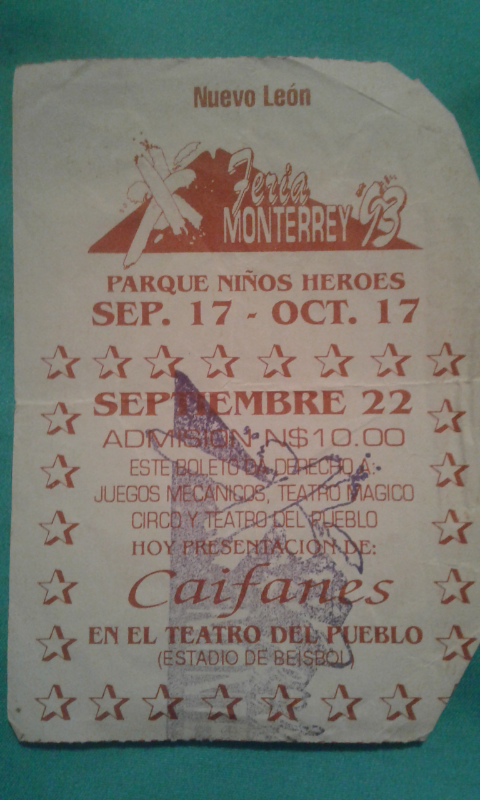 Nuevo León
X Feria
MONTERREY '93
PARQUE NIÑOS HEROES
SEP. 17 - OCT. 17
SEPTIEMBRE 22
ADMISION N$10.00
ESTE BOLETO DA DERECHO A:
JUEGOS MECANICOS, TEATRO MAGICO
CIRCO Y TEATRO DEL PUEBLO
HOY PRESENTACION DE:
Caifanes
EN EL TEATRO DEL PUEBLO
(ESTADIO DE BEISBOL)